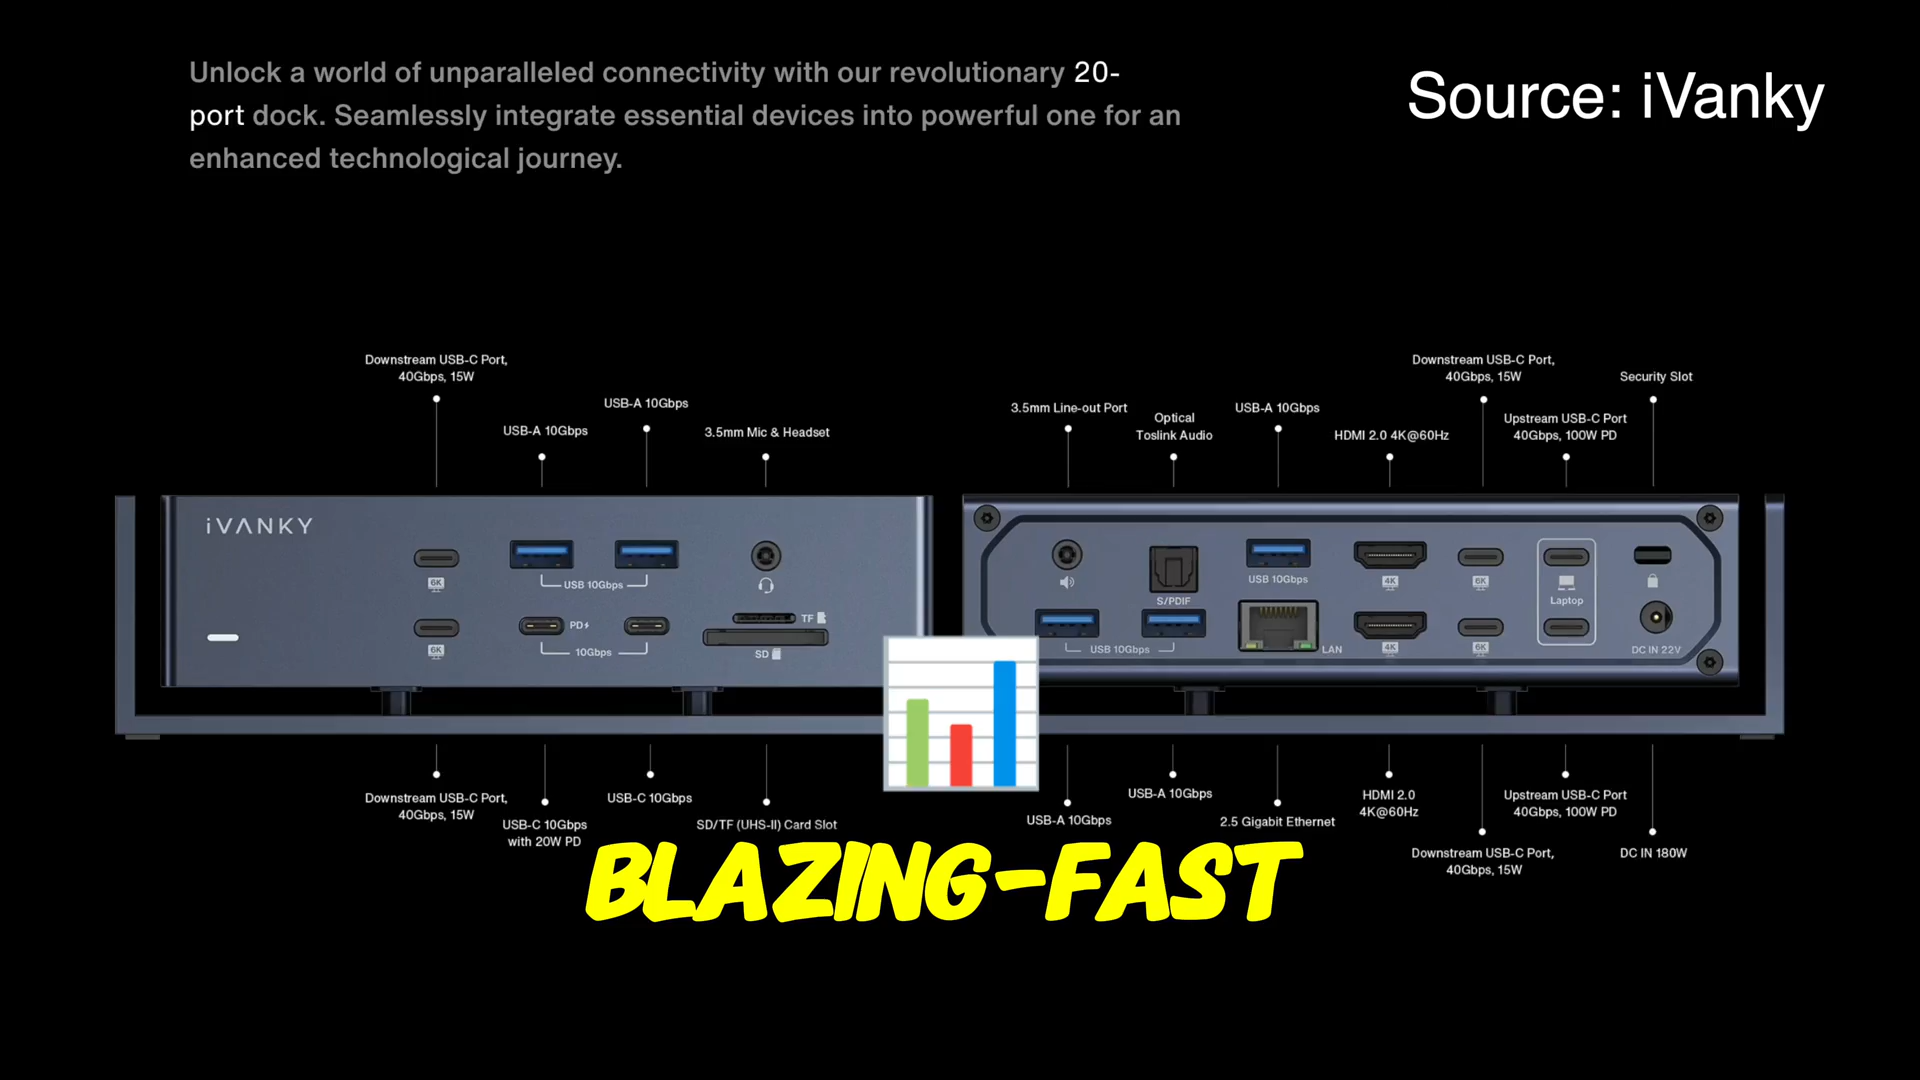 Unlock a world of unparalleled connectivity with our revolutionary 20-
port dock. Seamlessly integrate essential devices into powerful one for an
enhanced technological journey.
Source: iVanky
Downstream USB-C Port,
40Gbps, 15W
USB-A 10Gbps
USB-A 10Gbps
3.5mm Mic & Headset
3.5mm Line-out Port
Optical
Toslink Audio
USB-A 10Gbps
HDMI 2.0 4K@60Hz
Downstream USB-C Port,
40Gbps, 15W
Upstream USB-C Port
40Gbps, 100W PD
Security Slot
iVANKY
6K
USB 10Gbps
PD
TF
6K
10Gbps
SD
S/PDIF
USB 10Gbps
4K
6K
Laptop
USB 10Gbps
LAN
4K
6K
DC IN 22V
Downstream USB-C Port,
40Gbps, 15W
USB-C 10Gbps
with 20W PD
USB-C 10Gbps
SD/TF (UHS-II) Card Slot
USB-A 10Gbps
USB-A 10Gbps
2.5 Gigabit Ethernet
HDMI 2.0
4K@60Hz
Downstream USB-C Port,
40Gbps, 15W
Upstream USB-C Port
40Gbps, 100W PD
DC IN 180W
BLAZING-FAST